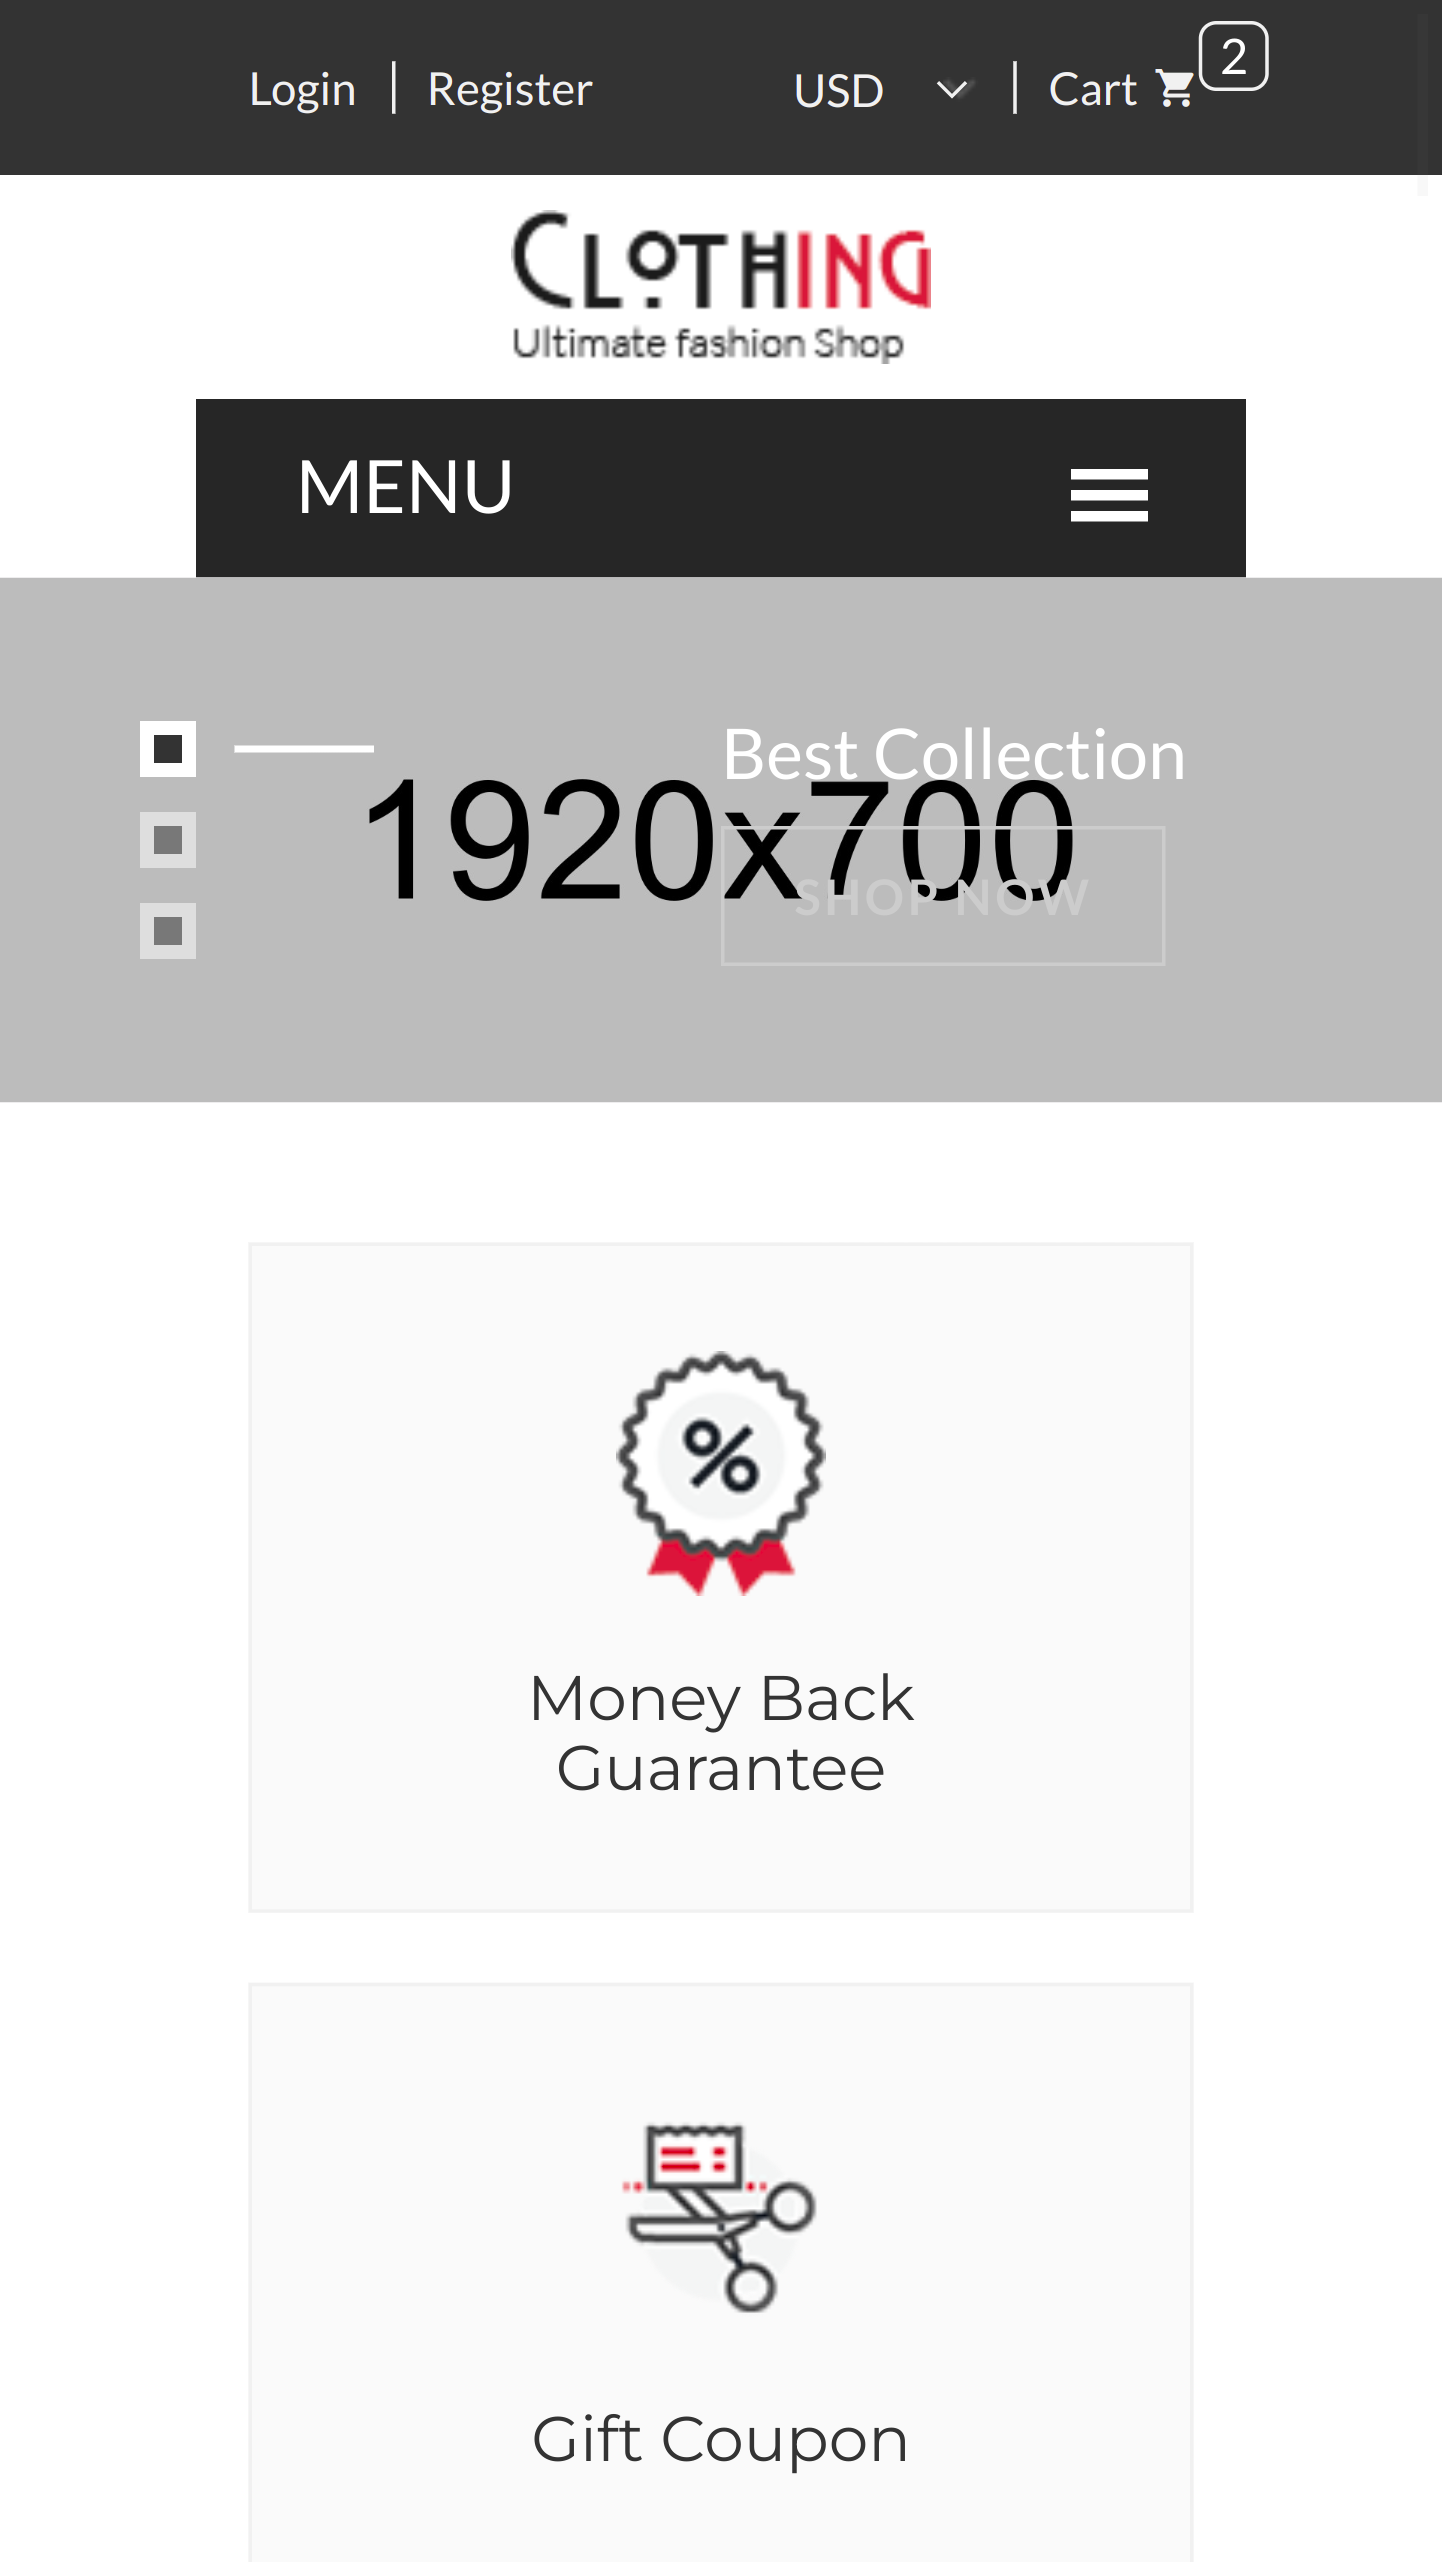 Login
Register
USD
Cart
2
CLOTHING
Ultimate fashion Shop
MENU
Best Collection
1920x700
SHOP NOW
%
Money Back
Guarantee
Gift Coupon